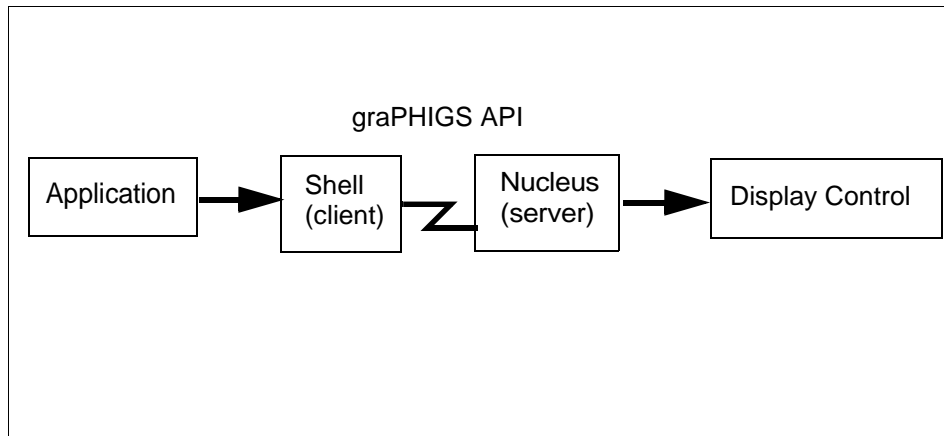 graPHIGS API
Application
Shell
(client)
Nucleus
(server)
Display Control